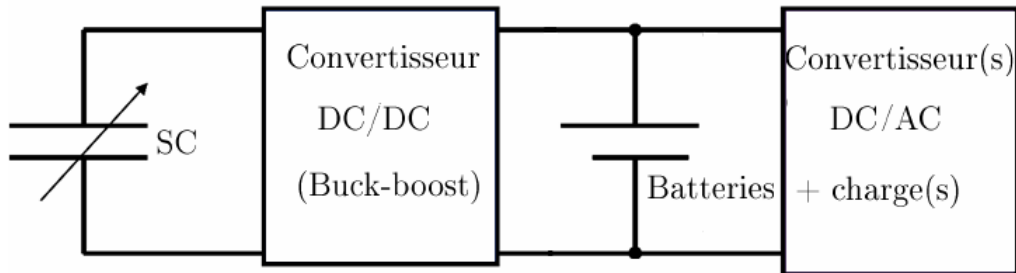 SC
Convertisseur
DC/DC
(Buck-boost)
Batteries
Convertisseur(s)
DC/AC
+ charge(s)